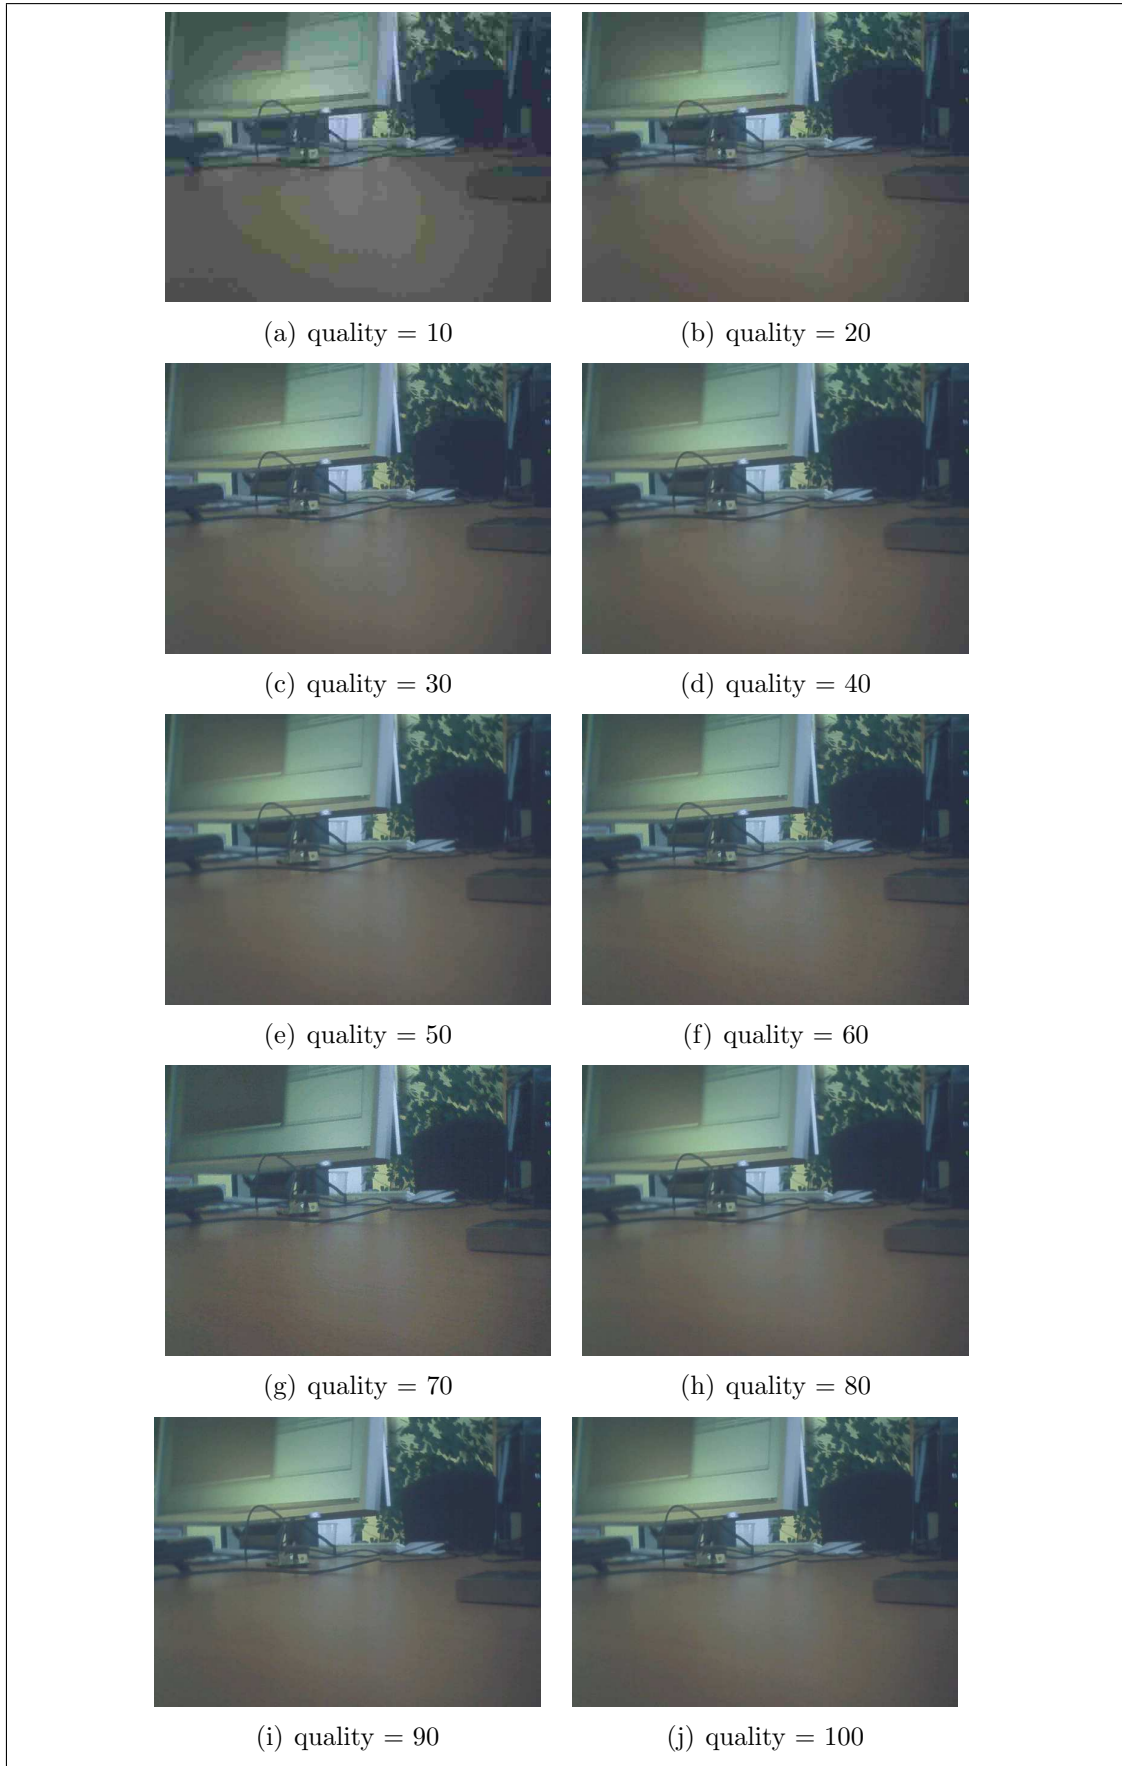 (a) quality = 10
(b) quality = 20
(c) quality = 30
(d) quality = 40
(e) quality = 50
(f) quality = 60
(g) quality = 70
(h) quality = 80
(i) quality = 90
(j) quality = 100